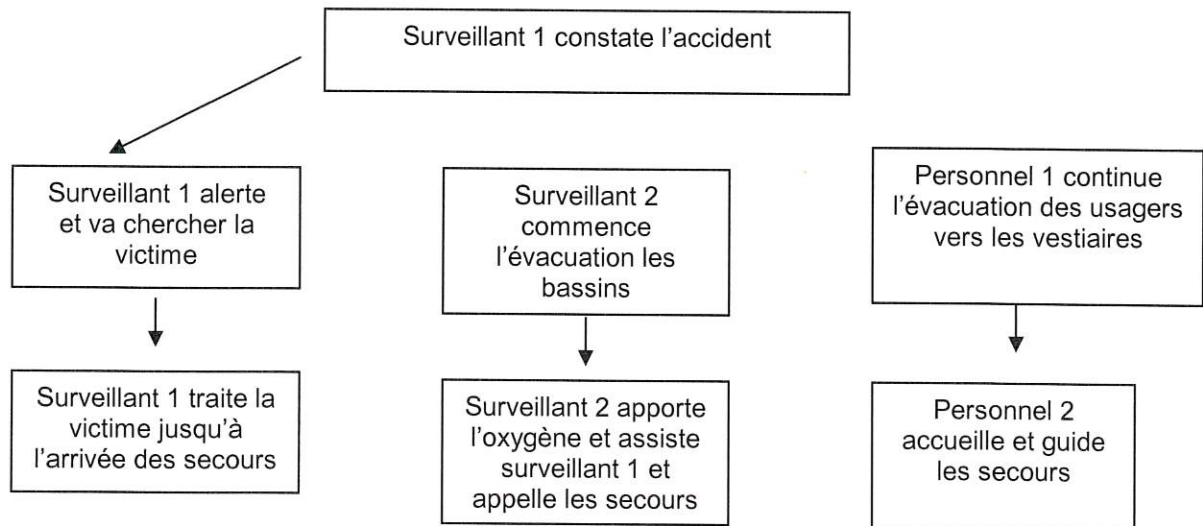 Surveillant 1 constate l'accident
Surveillant 1 alerte
et va chercher la
victime
Surveillant 2
commence
l'évacuation les
bassins
Personnel 1 continue
l'évacuation des usagers
vers les vestiaires
Surveillant 1 traite la
victime jusqu'à
l'arrivée des secours
Surveillant 2 apporte
l'oxygène et assiste
surveillant 1 et
appelle les secours
Personnel 2
accueille et guide
les secours